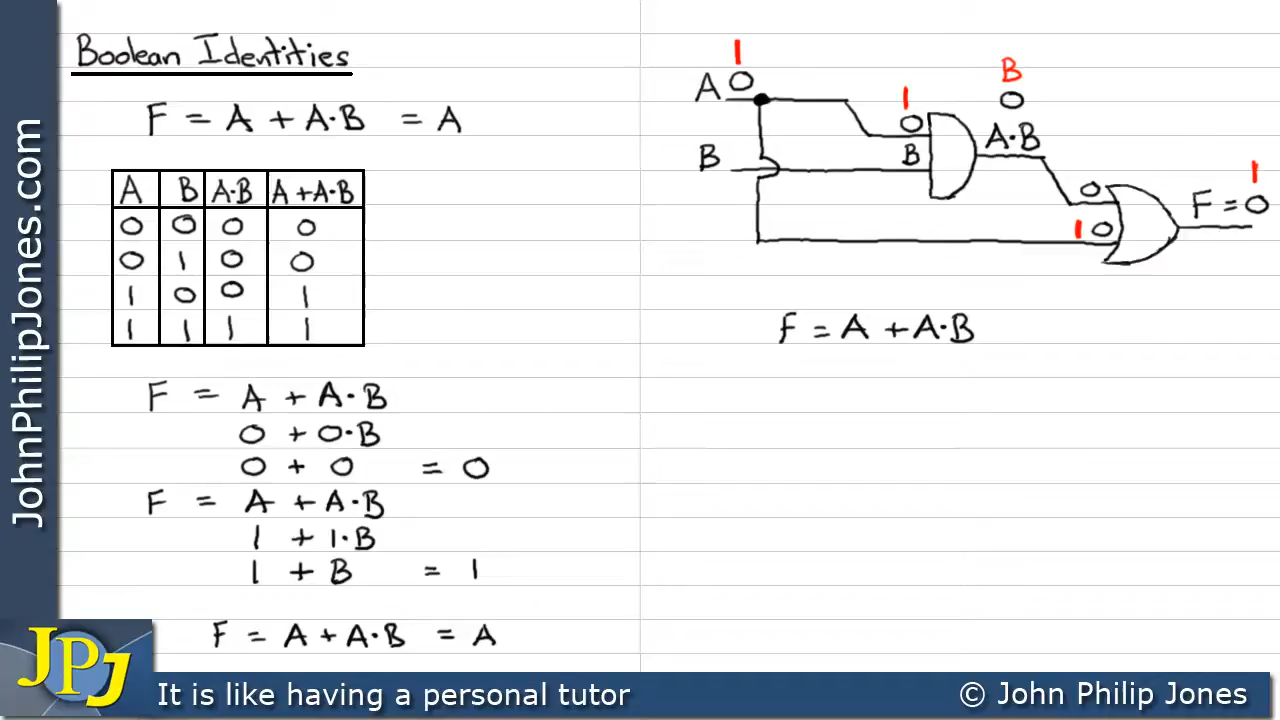 Boolean Identities
F = A + A·B = A
A B A·B A+A·B
0 0 0 0
0 1 0 0
1 0 0 1
1 1 1 1
F = A + A·B
0 + 0·B
0 + 0 = 0
F = A + A·B
1 + 1·B
1 + B = 1
F = A + A·B = A
1
A 0
B
1
0
B
B
0
A·B
0
1 0
1
F = 0
F = A + A·B
JohnPhilipJones.com
JPJ
It is like having a personal tutor
© John Philip Jones